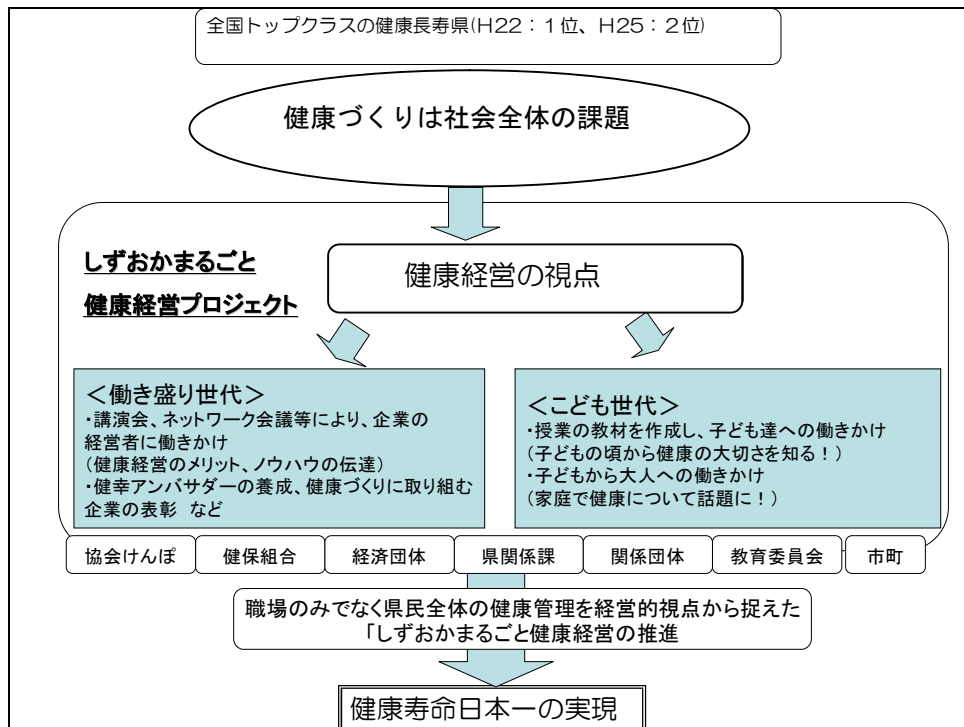 全国トップクラスの健康長寿県(H22:1位、H25:2位)
健康づくりは社会全体の課題
しずおかまるごと
健康経営プロジェクト
健康経営の視点
<働き盛り世代>
・講演会、ネットワーク会議等により、企業の
経営者に働きかけ
(健康経営のメリット、ノウハウの伝達)
・健幸アンバサダーの養成、健康づくりに取り組む
企業の表彰 など
<こども世代>
・授業の教材を作成し、子ども達への働きかけ
(子どもの頃から健康の大切さを知る!)
・子どもから大人への働きかけ
(家庭で健康について話題に!)
協会けんぽ
健保組合
経済団体
県関係課
関係団体
教育委員会
市町
職場のみでなく県民全体の健康管理を経営的視点から捉えた
「しずおかまるごと健康経営の推進
健康寿命日本一の実現